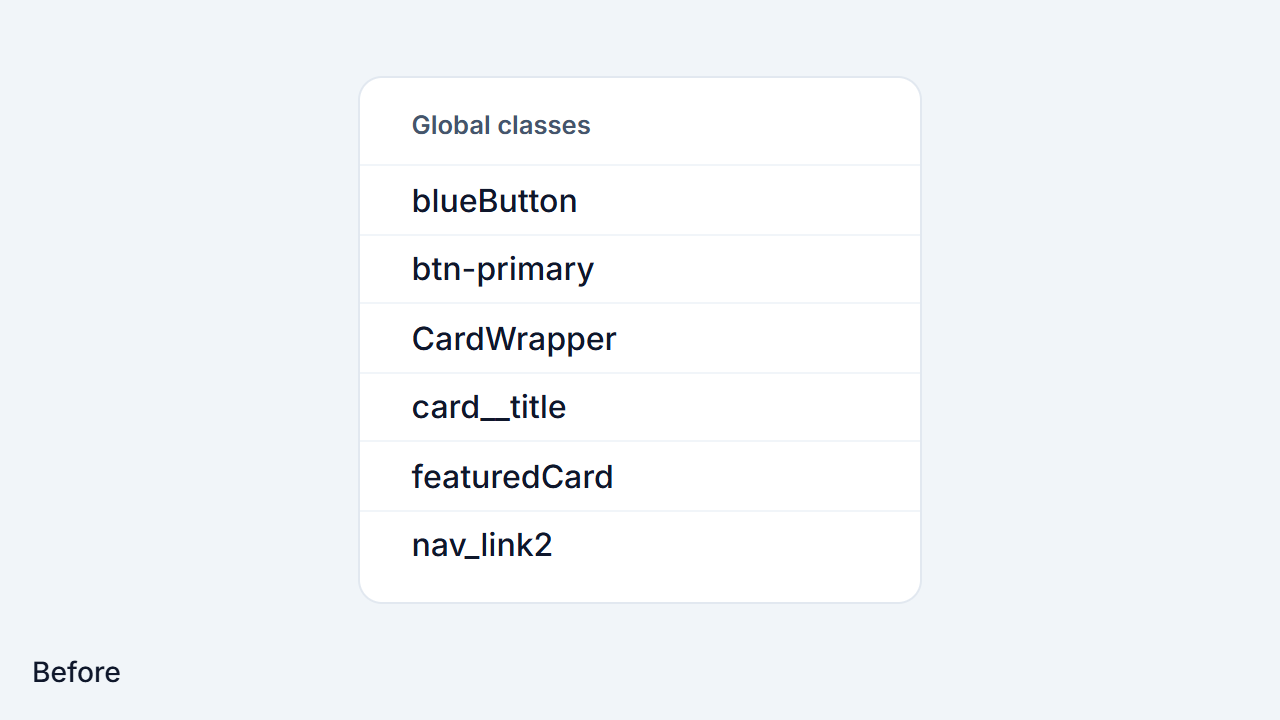 Global classes
blueButton
btn-primary
CardWrapper
card__title
featuredCard
nav_link2
Before